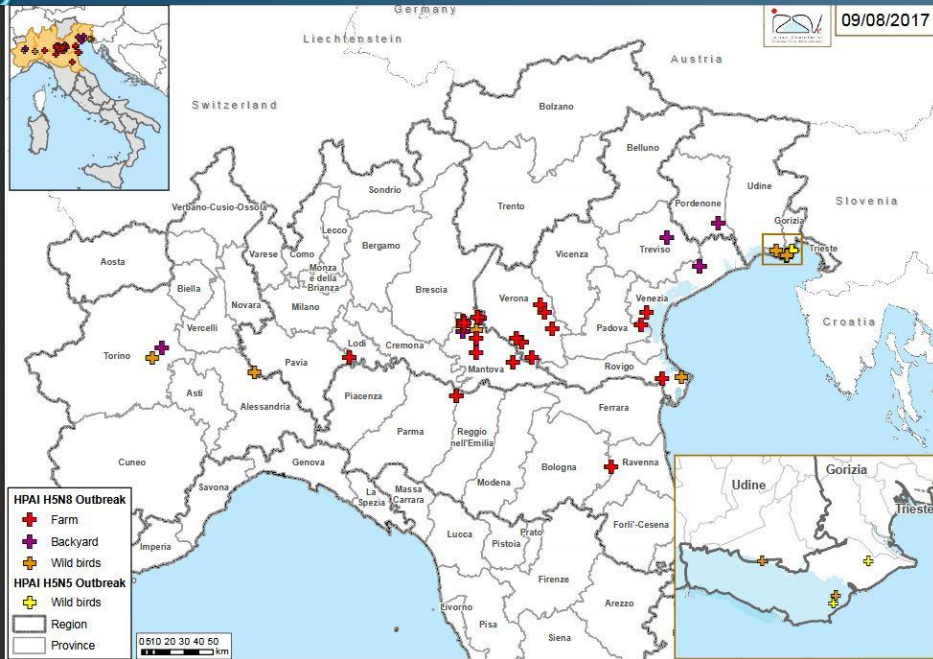 Germany
09/08/2017
Liechtenstein
Austria
Switzerland
Bolzano
Belluno
Sondrio
Udine
Trento
Pordenone
Slovenia
Verbano-Cusio-Ossola
Gorizia
Lecco
Treviso
Trieste
Aosta
Varese
Como
Bergamo
Vicenza
Monza
e della
Brianza
Biella
Brescia
Verona
Venezia
Novara
Milano
Croatia
Vercelli
Padova
Torino
Lodi
Cremona
Pavia
Mantova
Rovigo
Asti
Piacenza
Alessandria
Ferrara
Parma
Reggio
nell'Emilia
Cuneo
Genova
Bologna
Ravenna
Modena
Savona
La
Spezia
Massa
Carrara
Imperia
Forlì'-Cesena
Lucca
Prato
Pistoia
Firenze
Livorno
Arezzo
Pisa
Siena
HPAI H5N8 Outbreak
Farm
Backyard
Wild birds
HPAI H5N5 Outbreak
Wild birds
Region
Province
0 5 10 20 30 40 50
km
Gorizia
Udine
Trieste